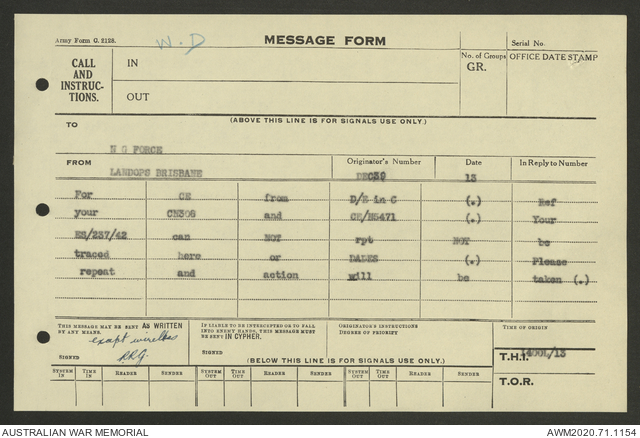 Army Form C. 2128.
W.D
MESSAGE FORM
Serial No.
CALL AND INSTRUC-TIONS.
IN
OUT
No. of Groups GR.
OFFICE DATE STAMP
(ABOVE THIS LINE IS FOR SIGNALS USE ONLY.)
TO
N G FORCE
FROM
LANDOPS BRISBANE
Originator's Number
Date
In Reply to Number
13
For CE from D/E in C (.) Ref
your CE306 and CE/H5471 (.) Your
ES/237/42 can NOT rpt NOT be
traced here or DALES (.) Please
repeat and action will be taken (.)
THIS MESSAGE MAY BE SENT AS WRITTEN
BY ANY MEANS.
except wireless
SIGNED
IF LIABLE TO BE INTERCEPTED OR TO FALL
INTO ENEMY HANDS, THIS MESSAGE MUST
BE SENT IN CYPHER.
SIGNED
ORIGINATOR'S INSTRUCTIONS
DEGREE OF PRIORITY
TIME OF ORIGIN
T.H.I.
T.O.R.
(BELOW THIS LINE IS FOR SIGNALS USE ONLY.)
SYSTEM IN TIME IN READER SENDER SYSTEM OUT TIME OUT READER SENDER SYSTEM OUT TIME OUT READER SENDER
AUSTRALIAN WAR MEMORIAL
AWM2020.71.1154